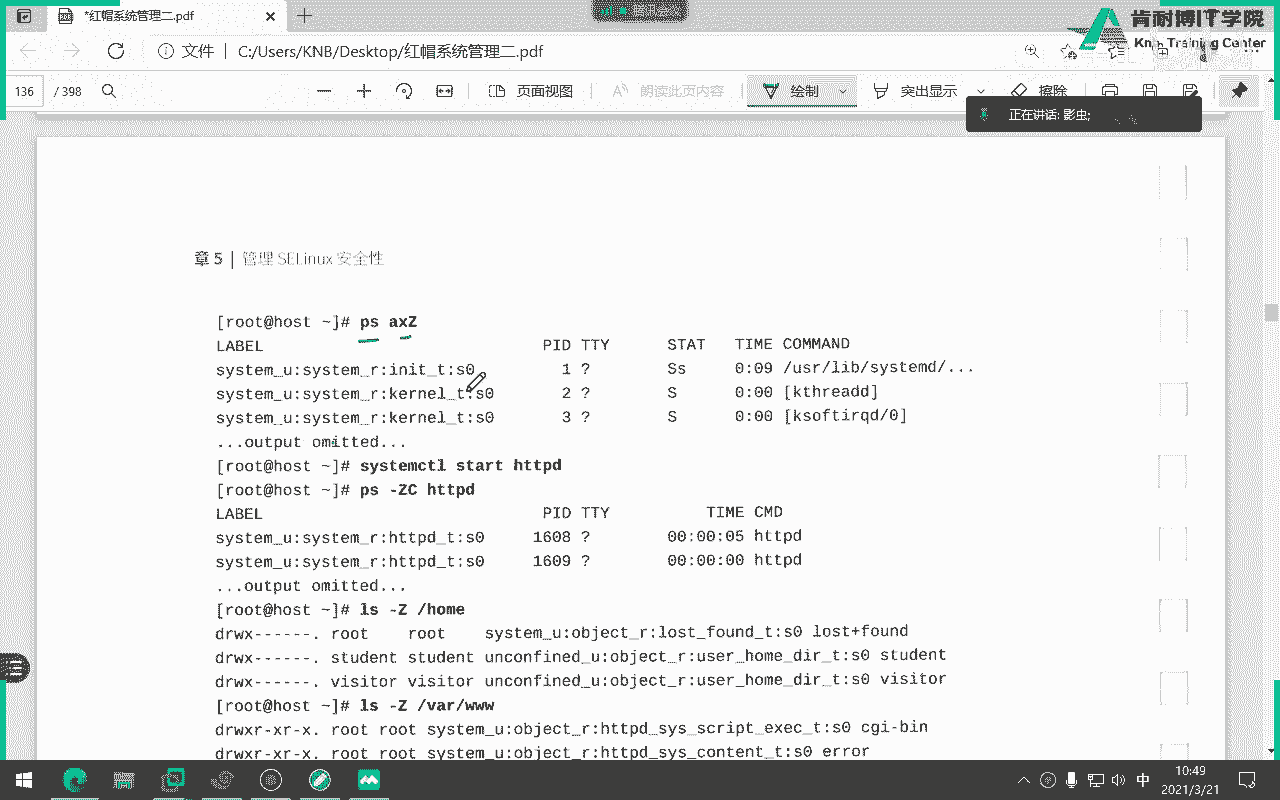 *红帽系统管理二.pdf
肯耐博IT学院
KnB Training Center
文件 | C:/Users/KNB/Desktop/红帽系统管理二.pdf
136 / 398 页面视图 朗读此页内容 绘制 突出显示 擦除
正在讲话: 影虫;
章 5 | 管理 SELinux 安全性
[root@host ~]# ps axZ
LABEL PID TTY STAT TIME COMMAND
system_u:system_r:init_t:s0 1 ? Ss 0:09 /usr/lib/systemd/...
system_u:system_r:kernel_t:s0 2 ? S 0:00 [kthreadd]
system_u:system_r:kernel_t:s0 3 ? S 0:00 [ksoftirqd/0]
...output omitted...
[root@host ~]# systemctl start httpd
[root@host ~]# ps -ZC httpd
LABEL PID TTY TIME CMD
system_u:system_r:httpd_t:s0 1608 ? 00:00:05 httpd
system_u:system_r:httpd_t:s0 1609 ? 00:00:00 httpd
...output omitted...
[root@host ~]# ls -Z /home
drwx------. root root system_u:object_r:lost_found_t:s0 lost+found
drwx------. student student unconfined_u:object_r:user_home_dir_t:s0 student
drwx------. visitor visitor unconfined_u:object_r:user_home_dir_t:s0 visitor
[root@host ~]# ls -Z /var/www
drwxr-xr-x. root root system_u:object_r:httpd_sys_script_exec_t:s0 cgi-bin
drwxr-xr-x. root root system_u:object_r:httpd_sys_content_t:s0 error
中
10:49
2021/3/21